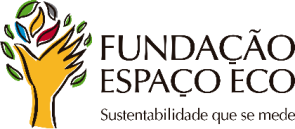 FUNDAÇÃO
ESPAÇO ECO
Sustentabilidade que se mede